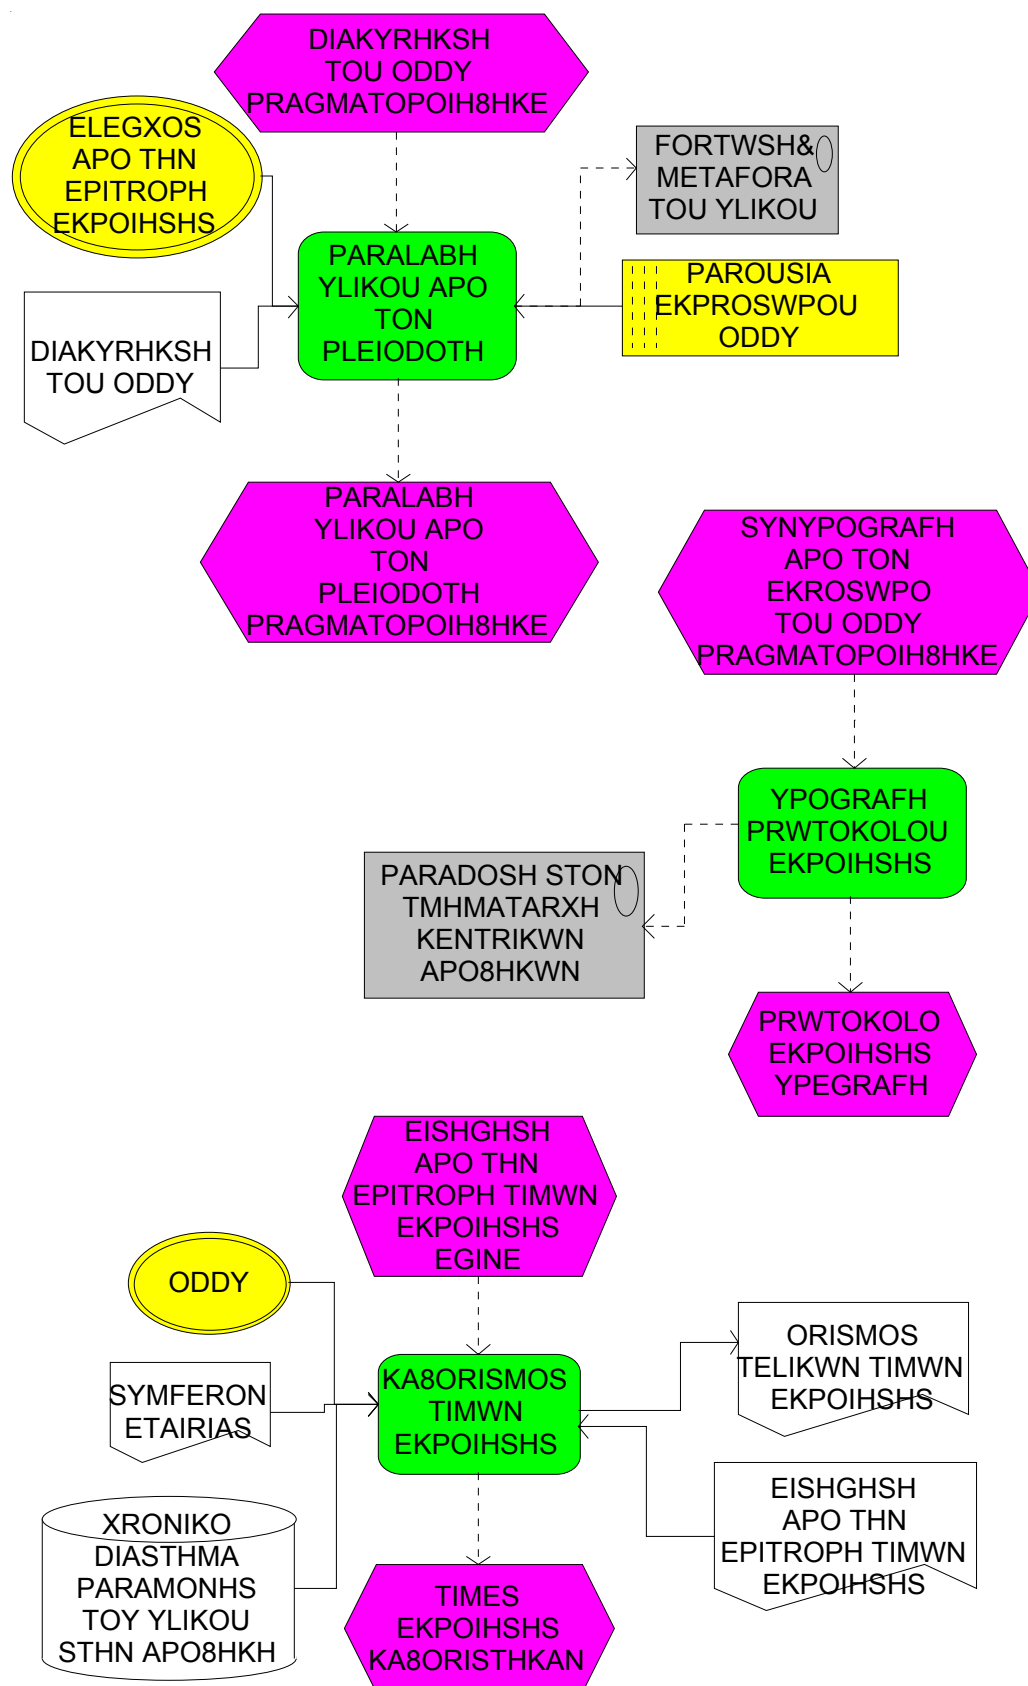 DIAKYRHKSH
TOU ODDY
PRAGMATOPOIH8HKE
ELEGXOS
APO THN
EPITROPH
EKPOIHSHS
FORTWSH&
METAFORA
TOU YLIKOU
PARALABH
YLIKOU APO
TON
PLEIODOTH
PAROUSIA
EKPROSWPOU
ODDY
DIAKYRHKSH
TOU ODDY
PARALABH
YLIKOU APO
TON
PLEIODOTH
PRAGMATOPOIH8HKE
SYNYPOGRAFH
APO TON
EKROSWPO
TOU ODDY
PRAGMATOPOIH8HKE
YPOGRAFH
PRWTOKOLOU
EKPOIHSHS
PARADOSH STON
TMHMATARXH
KENTRIKWN
APO8HKWN
PRWTOKOLO
EKPOIHSHS
YPEGRAFH
EISHGHSH
APO THN
EPITROPH TIMWN
EKPOIHSHS
EGINE
ODDY
ORISMOS
TELIKWN TIMWN
EKPOIHSHS
SYMFERON
ETAIRIAS
KA8ORISMOS
TIMWN
EKPOIHSHS
EISHGHSH
APO THN
EPITROPH TIMWN
EKPOIHSHS
XRONIKO
DIASTHMA
PARAMONHS
TOY YLIKOU
STHN APO8HKH
TIMES
EKPOIHSHS
KA8ORISTHKAN